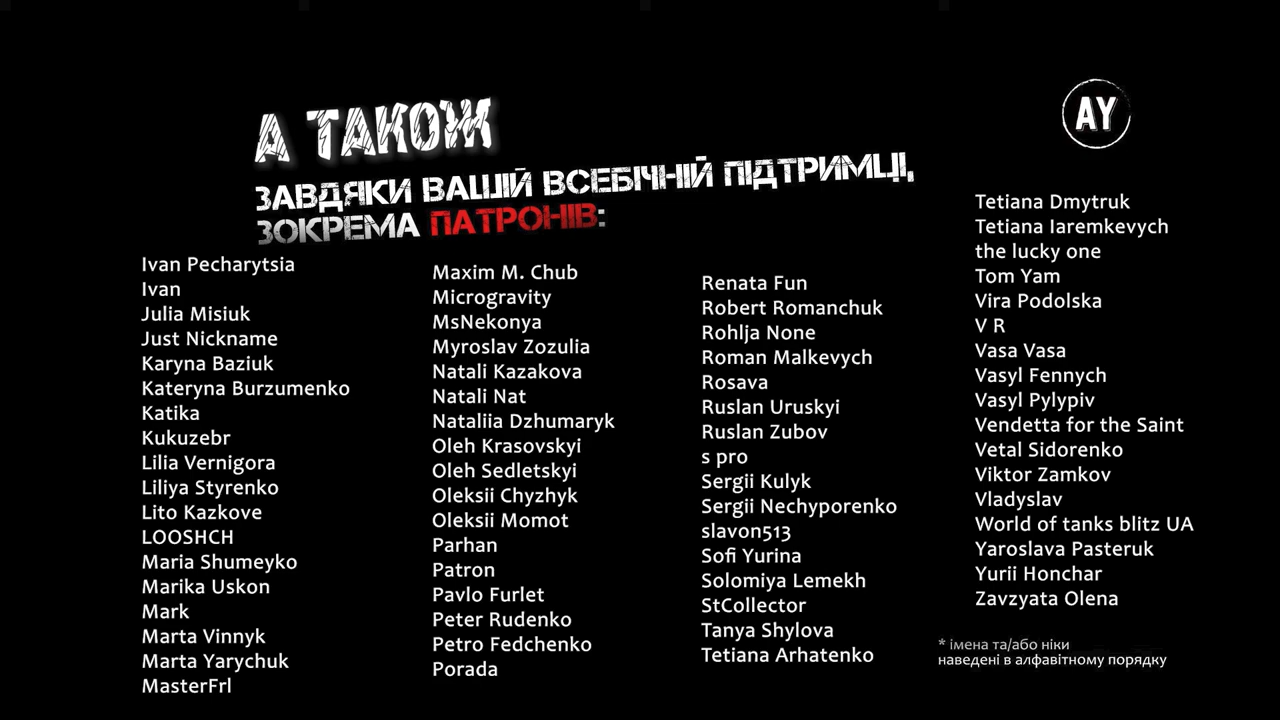 А ТАКОЖ
ЗАВДЯКИ ВАШІЙ ВСЕБІЧНІЙ ПІДТРИМЦІ,
ЗОКРЕМА ПАТРОНІВ:
AY
Ivan Pecharytsia
Ivan
Julia Misiuk
Just Nickname
Karyna Baziuk
Kateryna Burzumenko
Katika
Kukuzebr
Lilia Vernigora
Liliya Styrenko
Lito Kazkove
LOOSHCH
Maria Shumeyko
Marika Uskon
Mark
Marta Vinnyk
Marta Yarychuk
MasterFrl
Maxim M. Chub
Microgravity
MsNekonya
Myroslav Zozulia
Natali Kazakova
Natali Nat
Nataliia Dzhumaryk
Oleh Krasovskyi
Oleh Sedletskyi
Oleksii Chyzhyk
Oleksii Momot
Parhan
Patron
Pavlo Furlet
Peter Rudenko
Petro Fedchenko
Porada
Renata Fun
Robert Romanchuk
Rohlja None
Roman Malkevych
Rosava
Ruslan Uruskyi
Ruslan Zubov
s pro
Sergii Kulyk
Sergii Nechyporenko
slavon513
Sofi Yurina
Solomiya Lemekh
StCollector
Tanya Shylova
Tetiana Arhatenko
Tetiana Dmytruk
Tetiana Iaremkevych
the lucky one
Tom Yam
Vira Podolska
V R
Vasa Vasa
Vasyl Fennych
Vasyl Pylypiv
Vendetta for the Saint
Vetal Sidorenko
Viktor Zamkov
Vladyslav
World of tanks blitz UA
Yaroslava Pasteruk
Yurii Honchar
Zavzyata Olena
* імена та/або ніки
наведені в алфавітному порядку